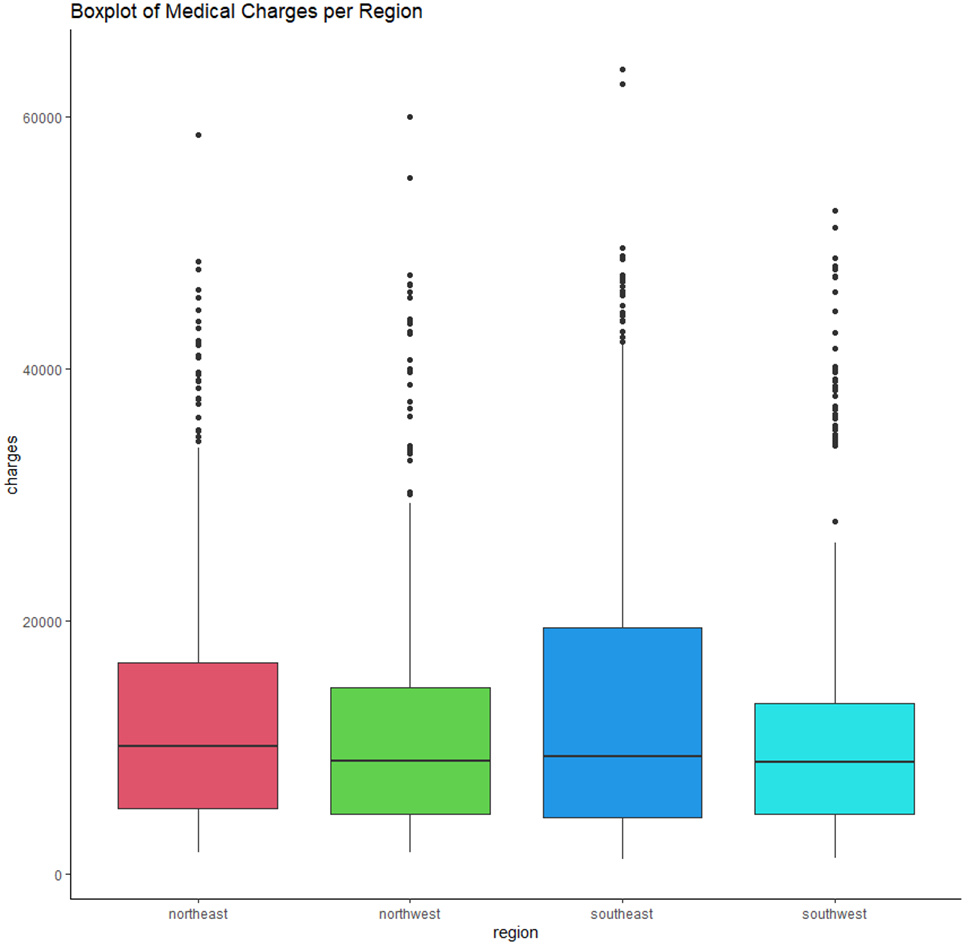 Boxplot of Medical Charges per Region
60000
40000
charges
20000
0
northeast northwest southeast southwest
region